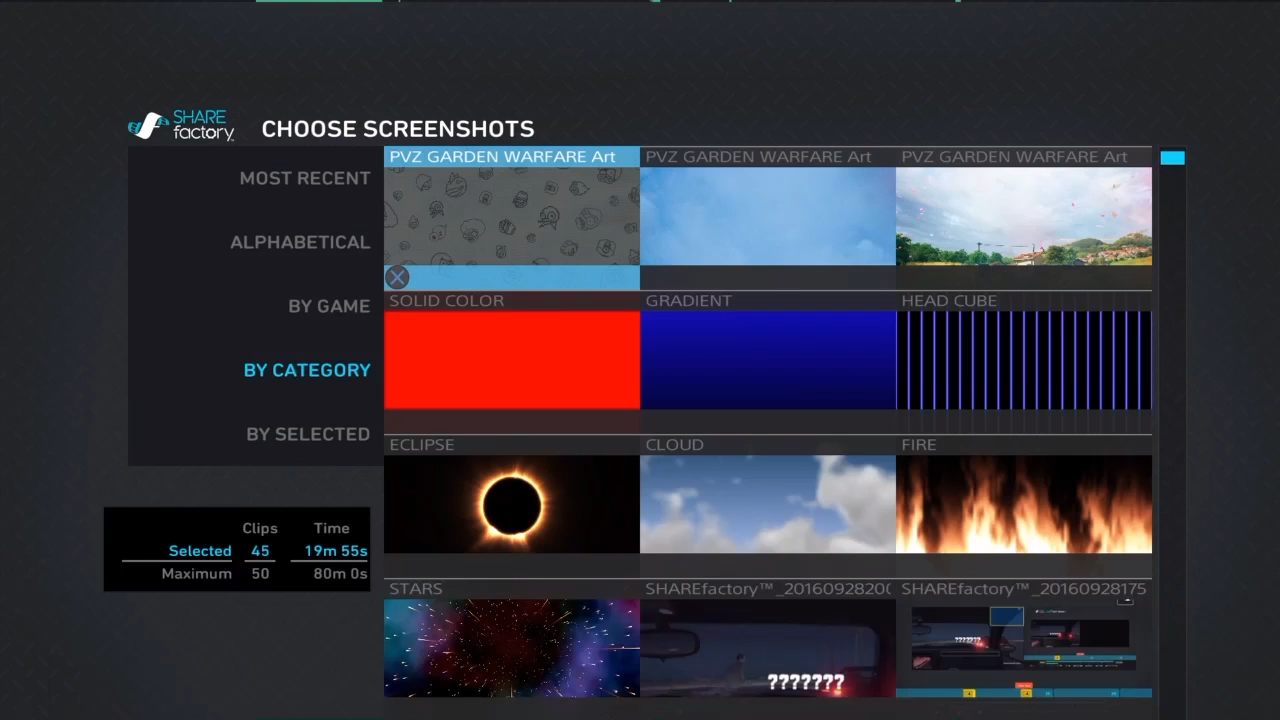 SHARE
factory™
CHOOSE SCREENSHOTS
MOST RECENT
ALPHABETICAL
BY GAME
BY CATEGORY
BY SELECTED
Clips Time
Selected 45 19m 55s
Maximum 50 80m 0s
PVZ GARDEN WARFARE Art
PVZ GARDEN WARFARE Art
PVZ GARDEN WARFARE Art
SOLID COLOR
GRADIENT
HEAD CUBE
ECLIPSE
CLOUD
FIRE
STARS
SHAREfactory™_2016092820
SHAREfactory™_20160928175
???????
???????